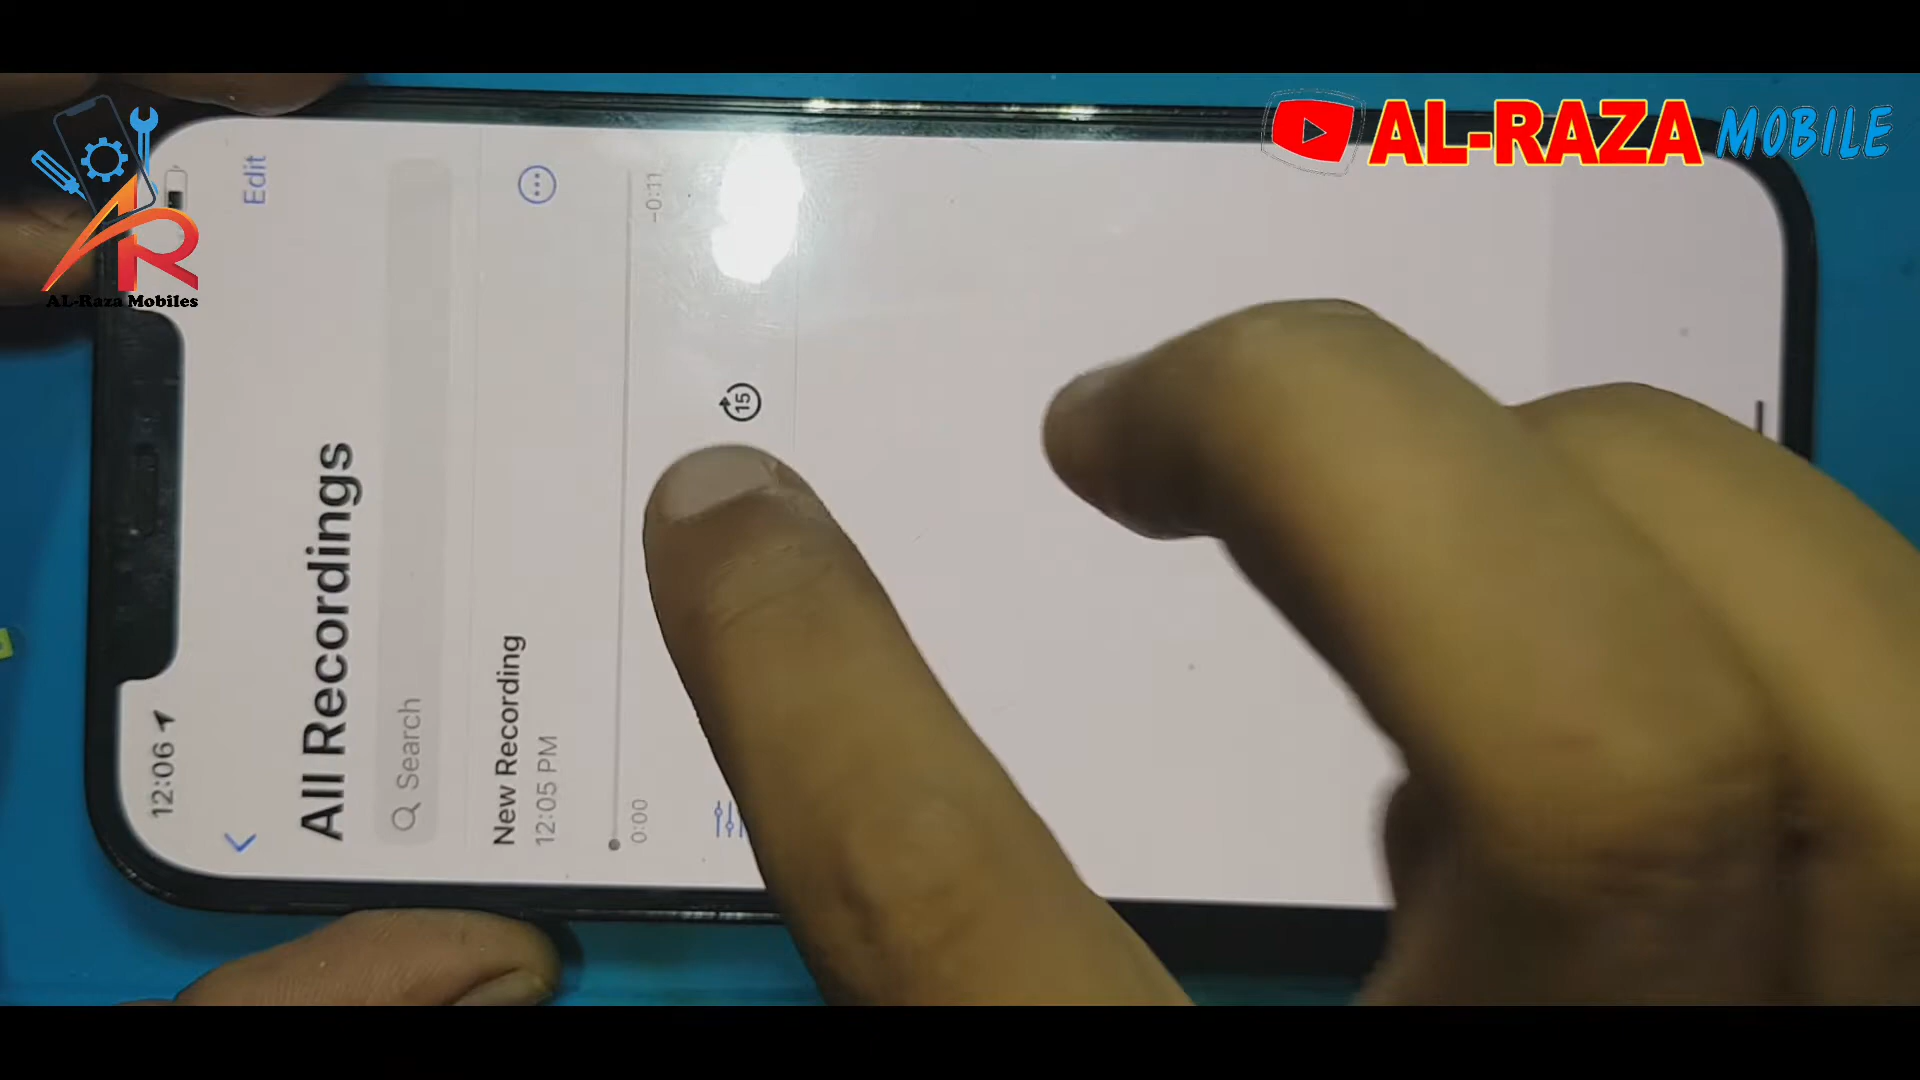 AL-RAZA MOBILE
AR
AL-Raza Mobiles
12:06
Edit
All Recordings
Search
New Recording
12:05 PM
0:00
-0:11
15